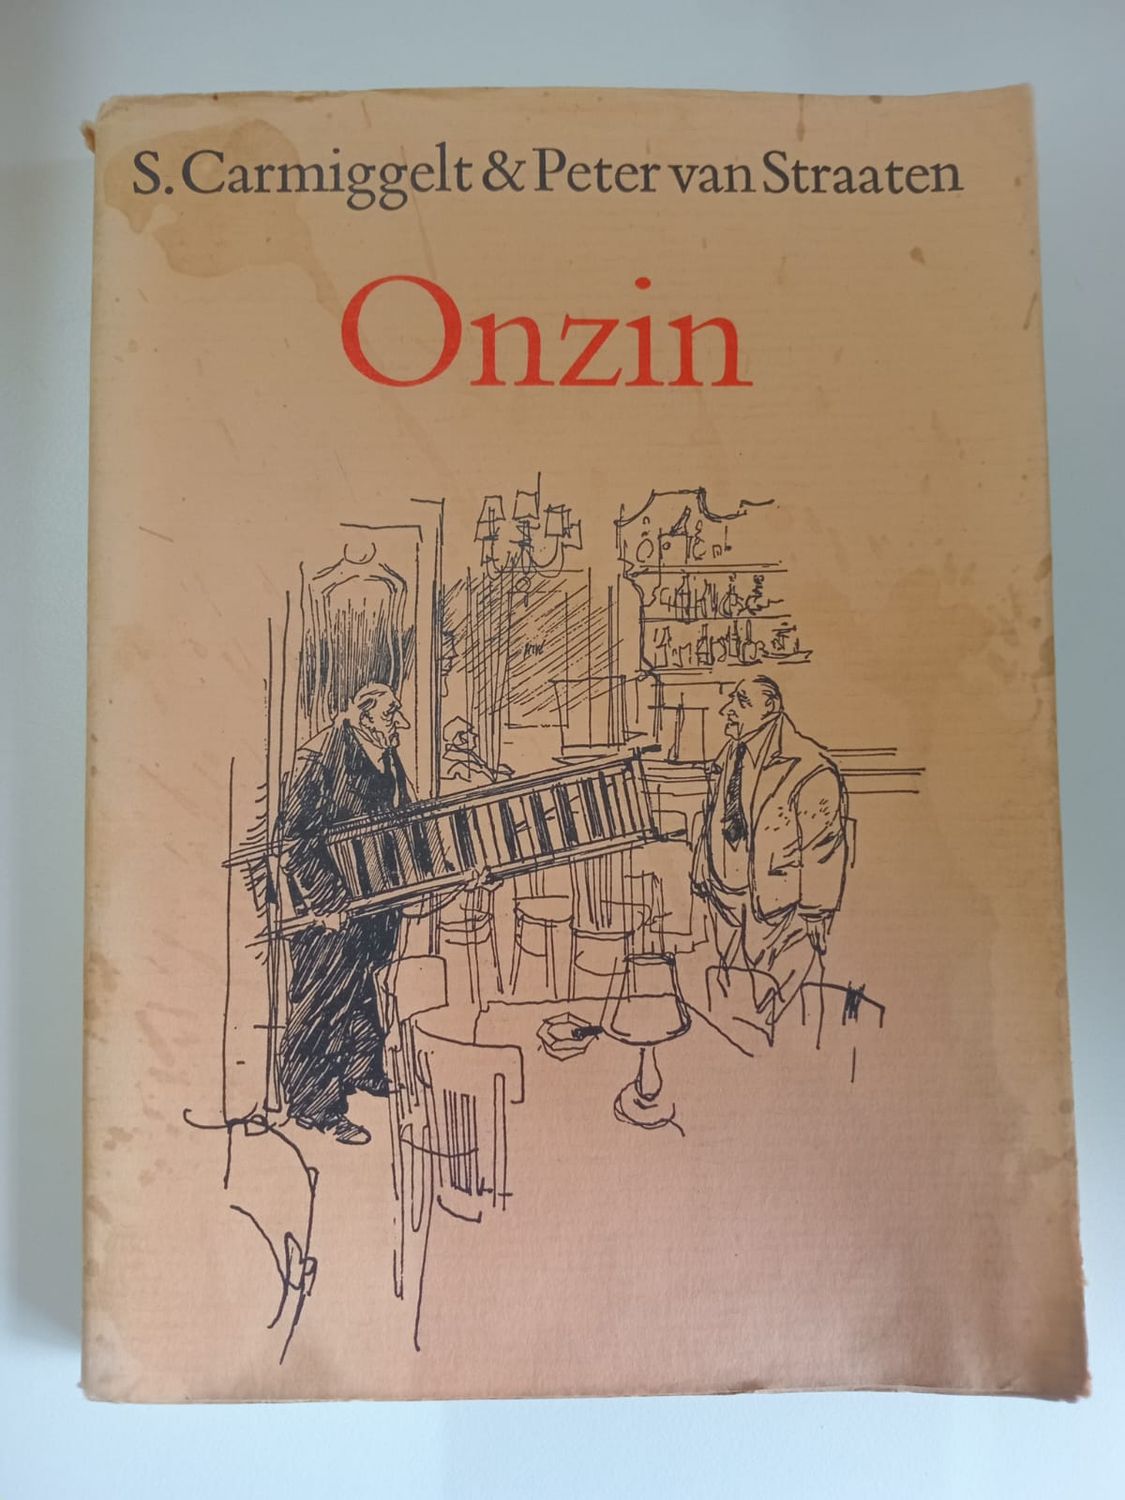 S. Carmiggelt & Peter van Straaten
Onzin